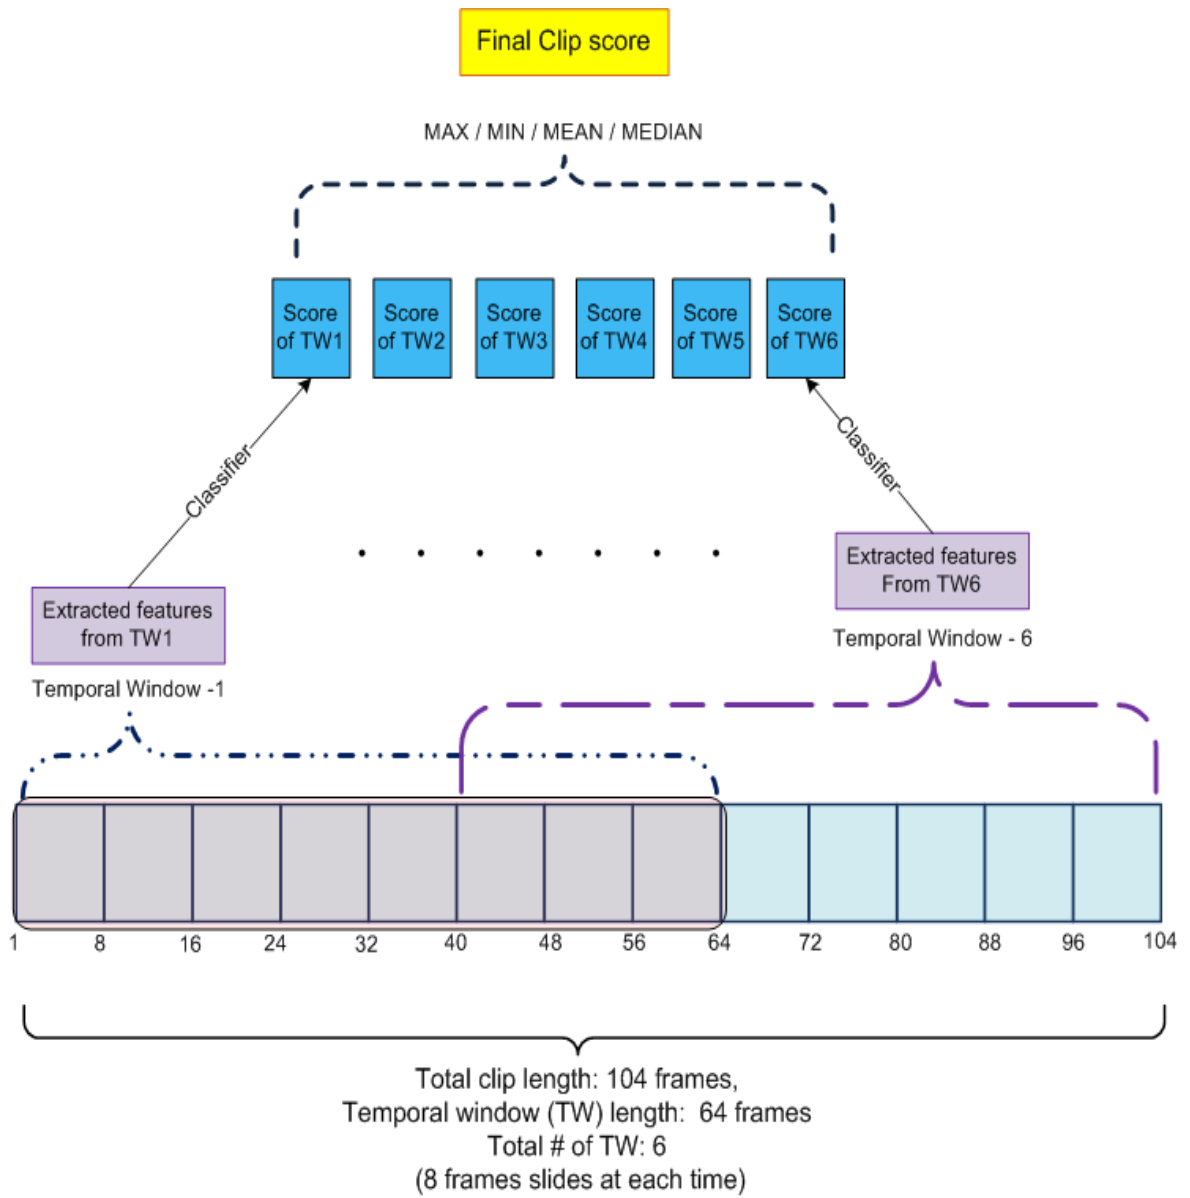 Final Clip score
MAX / MIN / MEAN / MEDIAN
Score
of TW1
Score
of TW2
Score
of TW3
Score
of TW4
Score
of TW5
Score
of TW6
Classifier
Classifier
Extracted features
From TW6
Extracted features
from TW1
Temporal Window - 6
Temporal Window -1
1 8 16 24 32 40 48 56 64 72 80 88 96 104
Total clip length: 104 frames,
Temporal window (TW) length: 64 frames
Total # of TW: 6
(8 frames slides at each time)